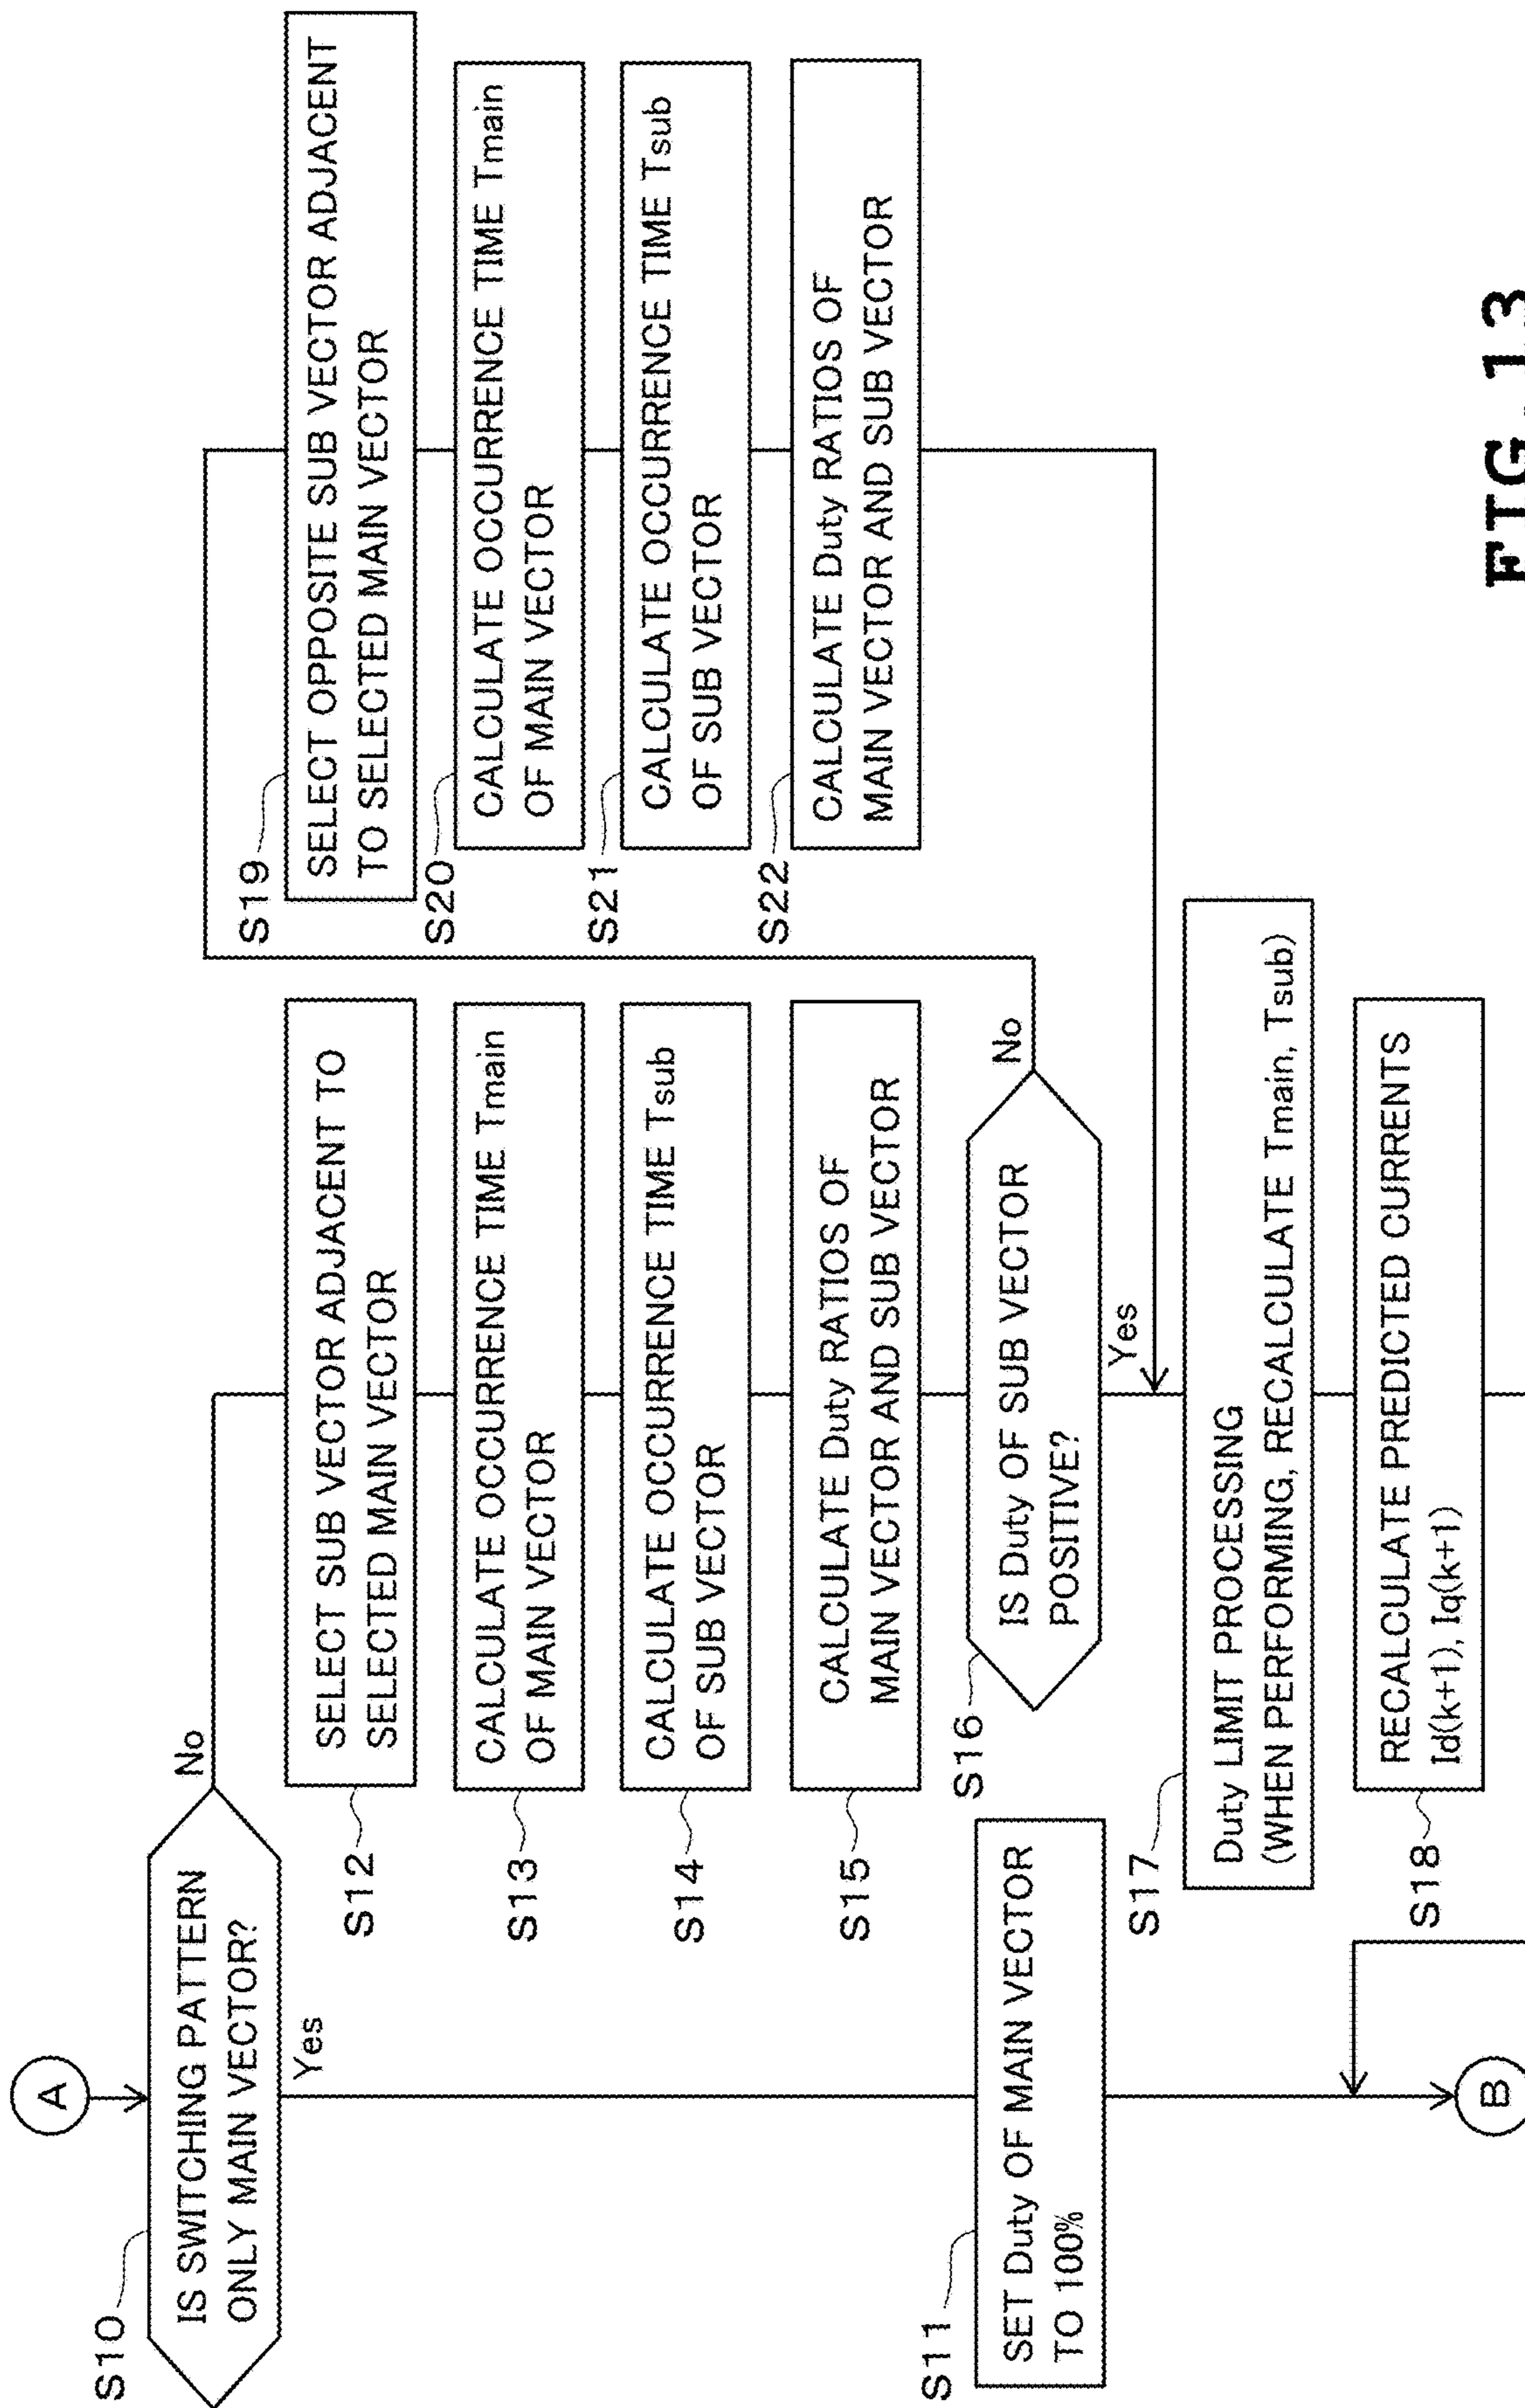 A
S10
IS SWITCHING PATTERN
ONLY MAIN VECTOR?
No
Yes
S11
SET Duty OF MAIN VECTOR
TO 100%
S12
SELECT SUB VECTOR ADJACENT TO
SELECTED MAIN VECTOR
S13
CALCULATE OCCURRENCE TIME Tmain
OF MAIN VECTOR
S14
CALCULATE OCCURRENCE TIME Tsub
OF SUB VECTOR
S15
CALCULATE Duty RATIOS OF
MAIN VECTOR AND SUB VECTOR
S16
IS Duty OF SUB VECTOR
POSITIVE?
No
Yes
S17
Duty LIMIT PROCESSING
(WHEN PERFORMING, RECALCULATE Tmain, Tsub)
S18
RECALCULATE PREDICTED CURRENTS
Id(k+1), Iq(k+1)
S19
SELECT OPPOSITE SUB VECTOR ADJACENT
TO SELECTED MAIN VECTOR
S20
CALCULATE OCCURRENCE TIME Tmain
OF MAIN VECTOR
S21
CALCULATE OCCURRENCE TIME Tsub
OF SUB VECTOR
S22
CALCULATE Duty RATIOS OF
MAIN VECTOR AND SUB VECTOR
B
FIG.13